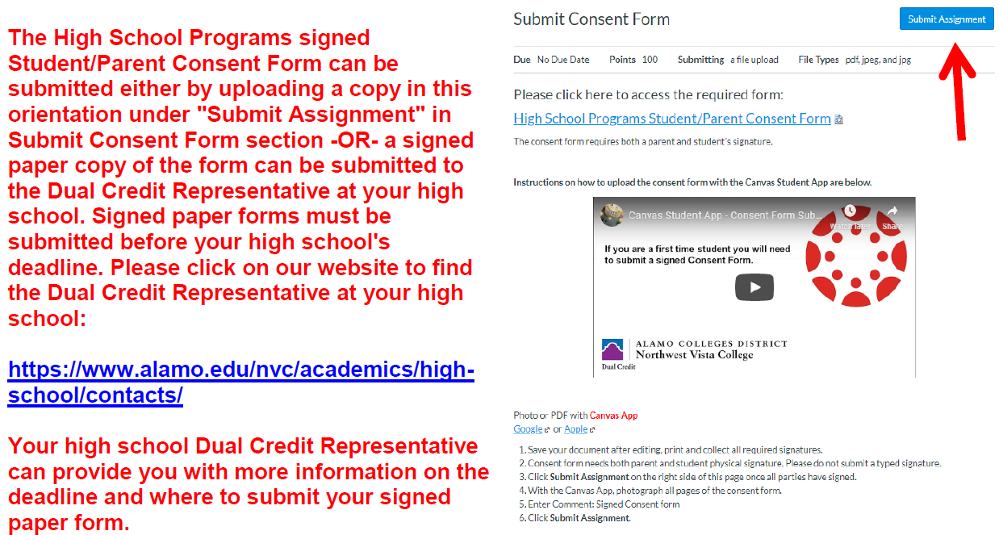 The High School Programs signed
Student/Parent Consent Form can be
submitted either by uploading a copy in this
orientation under "Submit Assignment" in
Submit Consent Form section -OR- a signed
paper copy of the form can be submitted to
the Dual Credit Representative at your high
school. Signed paper forms must be
submitted before your high school's
deadline. Please click on our website to find
the Dual Credit Representative at your high
school:
https://www.alamo.edu/nvc/academics/high-
school/contacts/
Your high school Dual Credit Representative
can provide you with more information on the
deadline and where to submit your signed
paper form.
Submit Consent Form
Submit Assignment
Due No Due Date Points 100 Submitting a file upload File Types pdf, jpeg, and jpg
Please click here to access the required form:
High School Programs Student/Parent Consent Form
The consent form requires both a parent and student's signature.
Instructions on how to upload the consent form with the Canvas Student App are below.
Canvas Student App - Consent Form Sub...
Watch later Share
If you are a first time student you will need
to submit a signed Consent Form.
ALAMO COLLEGES DISTRICT
Northwest Vista College
Dual Credit
Photo or PDF with Canvas App
Google or Apple
1. Save your document after editing, print and collect all required signatures.
2. Consent form needs both parent and student physical signature. Please do not submit a typed signature.
3. Click Submit Assignment on the right side of this page once all parties have signed.
4. With the Canvas App, photograph all pages of the consent form.
5. Enter Comment: Signed Consent form
6. Click Submit Assignment.